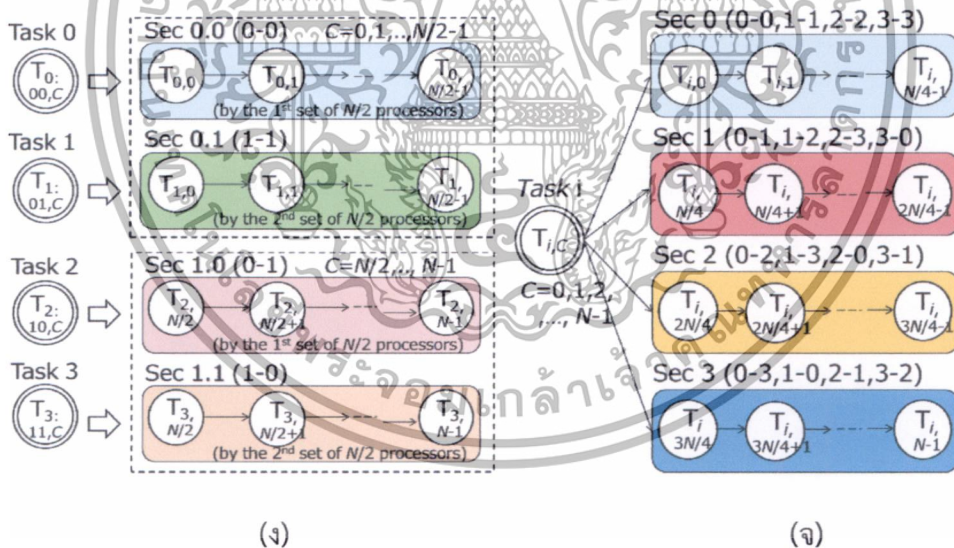 Task 0
T0:
00,C
Sec 0.0 (0-0) C=0,1,..,N/2-1
T0,0
T0,1
T0,
N/2-1
(by the 1st set of N/2 processors)
Task 1
T1:
01,C
Sec 0.1 (1-1)
T1,0
T1,1
T1,
N/2-1
(by the 2nd set of N/2 processors)
Task 2
T2:
10,C
Sec 1.0 (0-1) C=N/2,.., N-1
T2,
N/2
T2,
N/2+1
T2,
N-1
(by the 1st set of N/2 processors)
Task 3
T3:
11,C
Sec 1.1 (1-0)
T3,
N/2
T3,
N/2+1
T3,
N-1
(by the 2nd set of N/2 processors)
(ง)
Task i
Ti,C
C=0,1,2,
,..., N-1
Sec 0 (0-0,1-1,2-2,3-3)
Ti,0
Ti,1
Ti,
N/4-1
Sec 1 (0-1,1-2,2-3,3-0)
Ti,
N/4
Ti,
N/4+1
Ti,
2N/4-1
Sec 2 (0-2,1-3,2-0,3-1)
Ti,
2N/4
Ti,
2N/4+1
Ti,
3N/4-1
Sec 3 (0-3,1-0,2-1,3-2)
Ti
3N/4
Ti,
3N/4+1
Ti,
N-1
(จ)